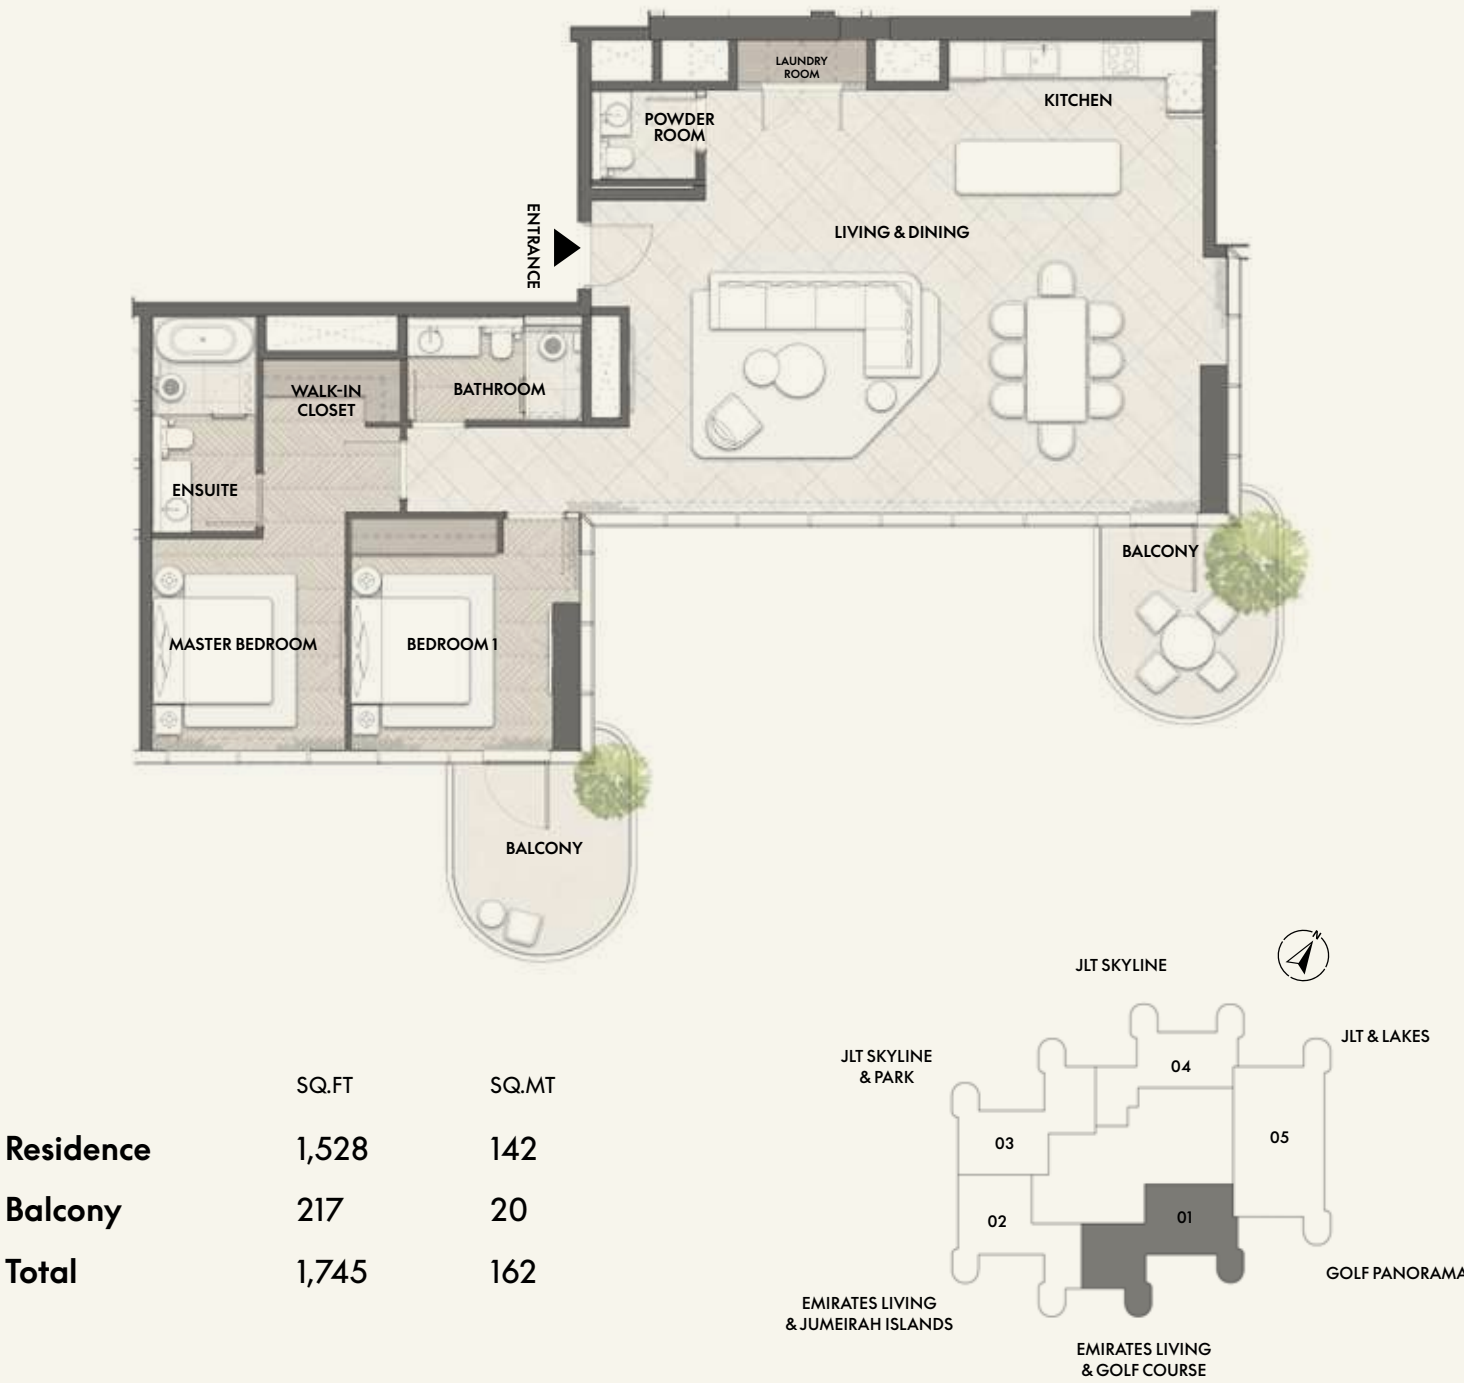 LAUNDRY
ROOM
KITCHEN
POWDER
ROOM
ENTRANCE
LIVING & DINING
WALK-IN
CLOSET
BATHROOM
ENSUITE
BALCONY
MASTER BEDROOM
BEDROOM 1
BALCONY
N
JLT SKYLINE
JLT & LAKES
JLT SKYLINE
& PARK
04
03
05
02
01
GOLF PANORAMA
EMIRATES LIVING
& JUMEIRAH ISLANDS
EMIRATES LIVING
& GOLF COURSE
SQ.FT SQ.MT
Residence 1,528 142
Balcony 217 20
Total 1,745 162